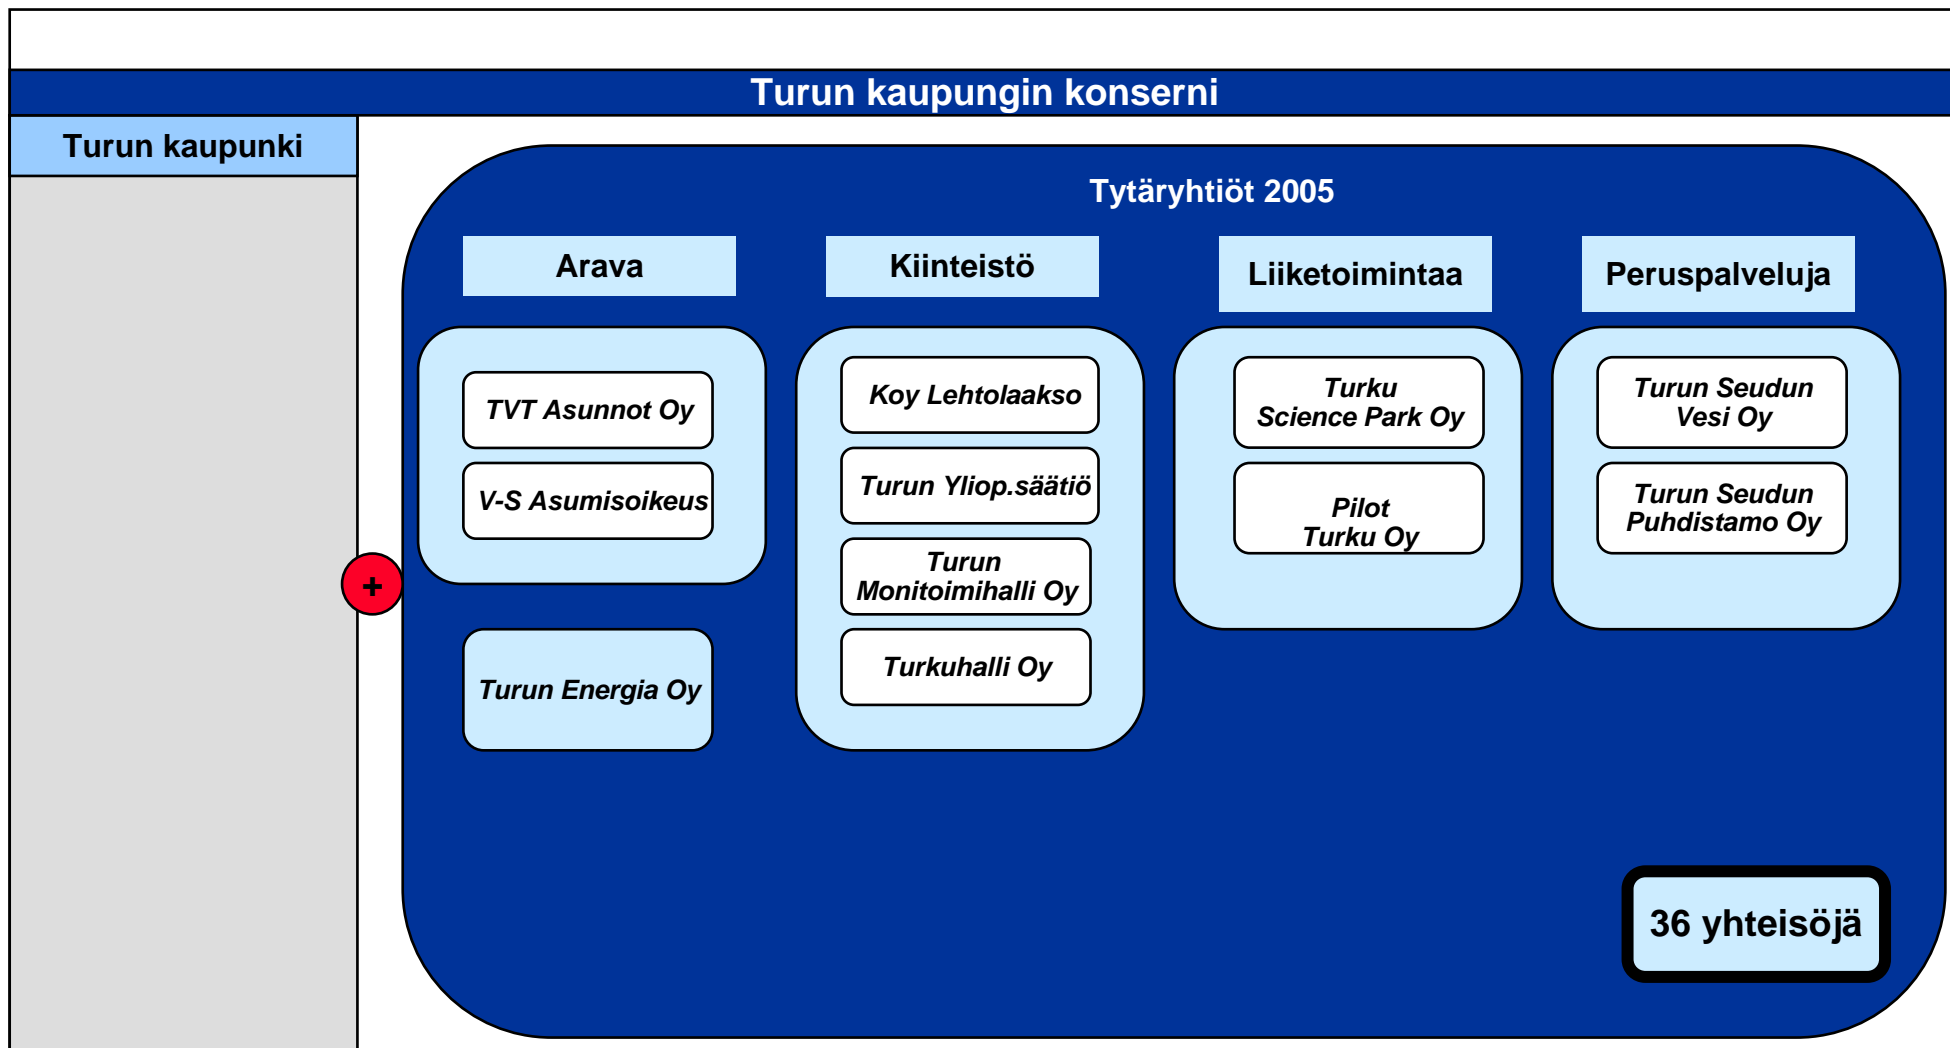 Turun kaupungin konserni
Turun kaupunki
Tytäryhtiöt 2005
Arava
Kiinteistö
Liiketoimintaa
Peruspalveluja
TVT Asunnot Oy
V-S Asumisoikeus
Turun Energia Oy
Koy Lehtolaakso
Turun Yliop.säätiö
Turun
Monitoimihalli Oy
Turkuhalli Oy
Turku
Science Park Oy
Pilot
Turku Oy
Turun Seudun
Vesi Oy
Turun Seudun
Puhdistamo Oy
+
36 yhteisöjä